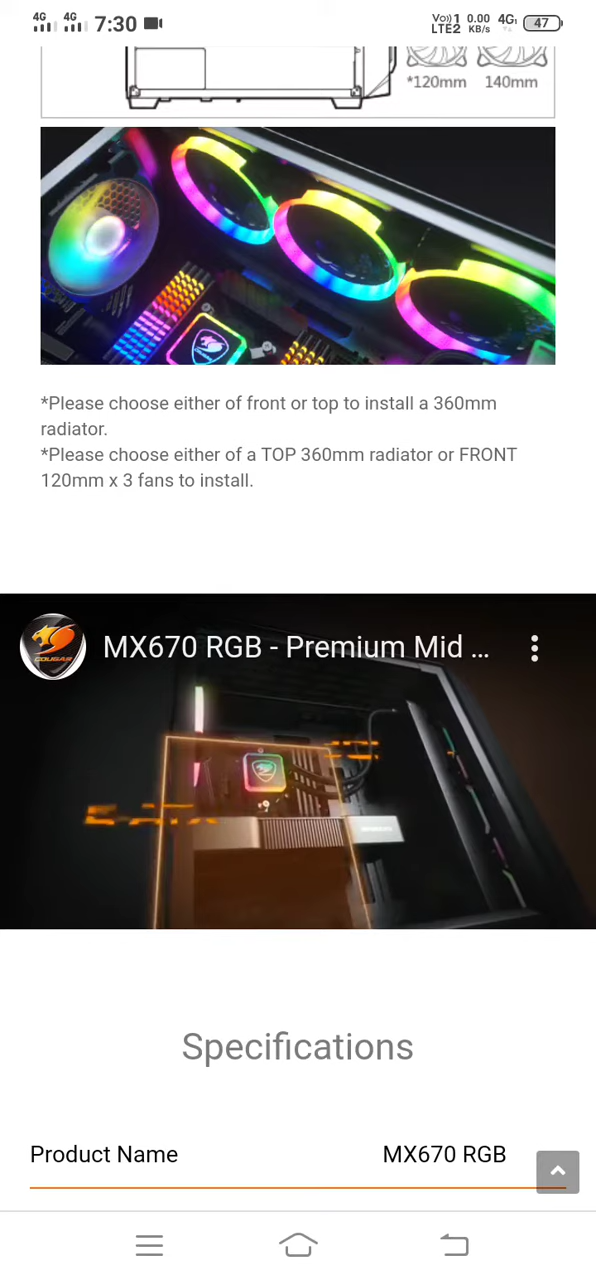 4G 4G 7:30 Vo)) 1 LTE2 0.00 KB/s 4G 47
*120mm 140mm
*Please choose either of front or top to install a 360mm
radiator.
*Please choose either of a TOP 360mm radiator or FRONT
120mm x 3 fans to install.
COUGAR
MX670 RGB - Premium Mid ...
Specifications
Product Name MX670 RGB